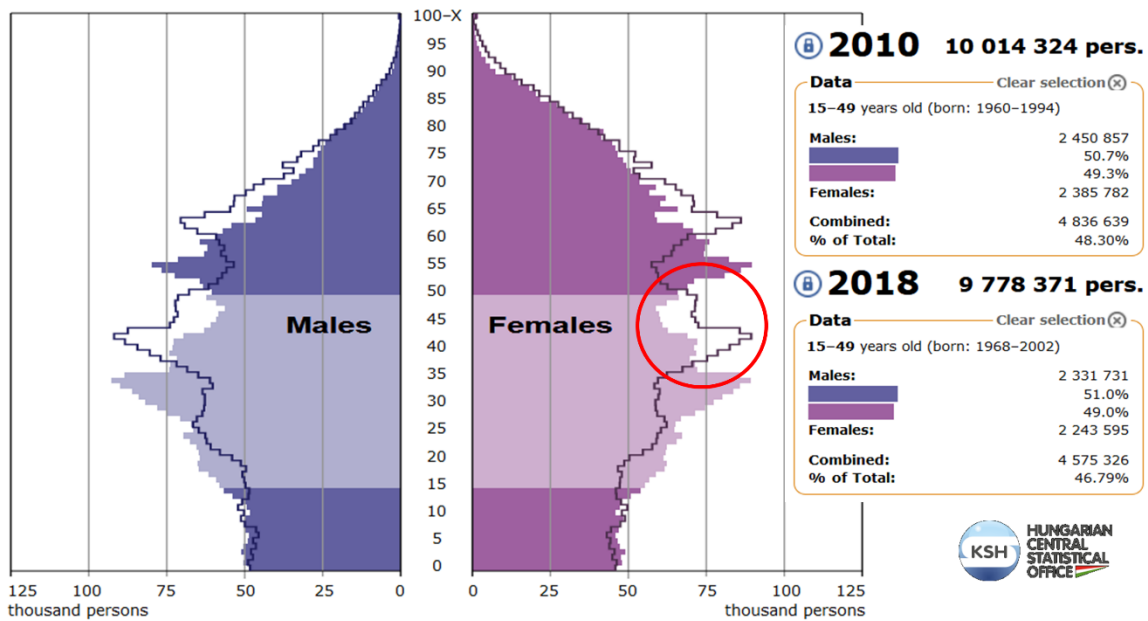 100–X
95
90
85
80
75
70
65
60
55
50
45
40
35
30
25
20
15
10
5
0
Males
Females
125
100
75
50
25
0
thousand persons
0
25
50
75
100
125
thousand persons
2010 10 014 324 pers.
Data
Clear selection
15–49 years old (born: 1960–1994)
Males: 2 450 857
50.7%
49.3%
Females: 2 385 782
Combined: 4 836 639
% of Total: 48.30%
2018 9 778 371 pers.
Data
Clear selection
15–49 years old (born: 1968–2002)
Males: 2 331 731
51.0%
49.0%
Females: 2 243 595
Combined: 4 575 326
% of Total: 46.79%
KSH
HUNGARIAN
CENTRAL
STATISTICAL
OFFICE